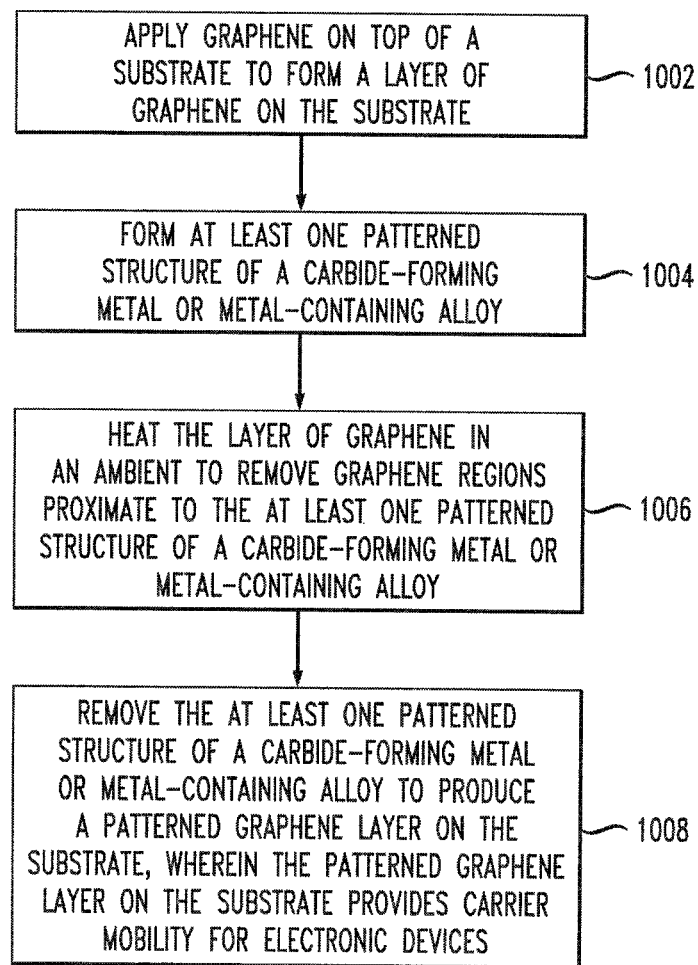 APPLY GRAPHENE ON TOP OF A
SUBSTRATE TO FORM A LAYER OF
GRAPHENE ON THE SUBSTRATE
1002
FORM AT LEAST ONE PATTERNED
STRUCTURE OF A CARBIDE-FORMING
METAL OR METAL-CONTAINING ALLOY
1004
HEAT THE LAYER OF GRAPHENE IN
AN AMBIENT TO REMOVE GRAPHENE REGIONS
PROXIMATE TO THE AT LEAST ONE PATTERNED
STRUCTURE OF A CARBIDE-FORMING METAL OR
METAL-CONTAINING ALLOY
1006
REMOVE THE AT LEAST ONE PATTERNED
STRUCTURE OF A CARBIDE-FORMING METAL
OR METAL-CONTAINING ALLOY TO PRODUCE
A PATTERNED GRAPHENE LAYER ON THE
SUBSTRATE, WHEREIN THE PATTERNED GRAPHENE
LAYER ON THE SUBSTRATE PROVIDES CARRIER
MOBILITY FOR ELECTRONIC DEVICES
1008